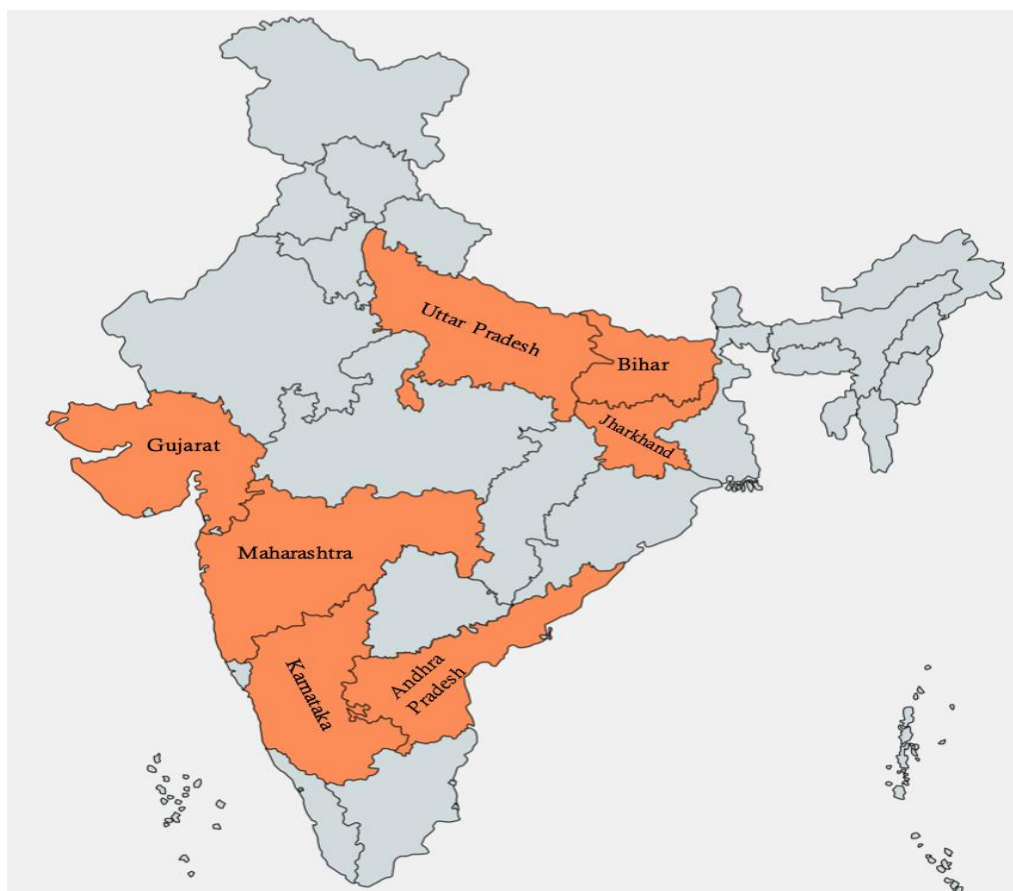 Uttar Pradesh
Bihar
Jharkhand
Gujarat
Maharashtra
Karnataka
Andhra
Pradesh